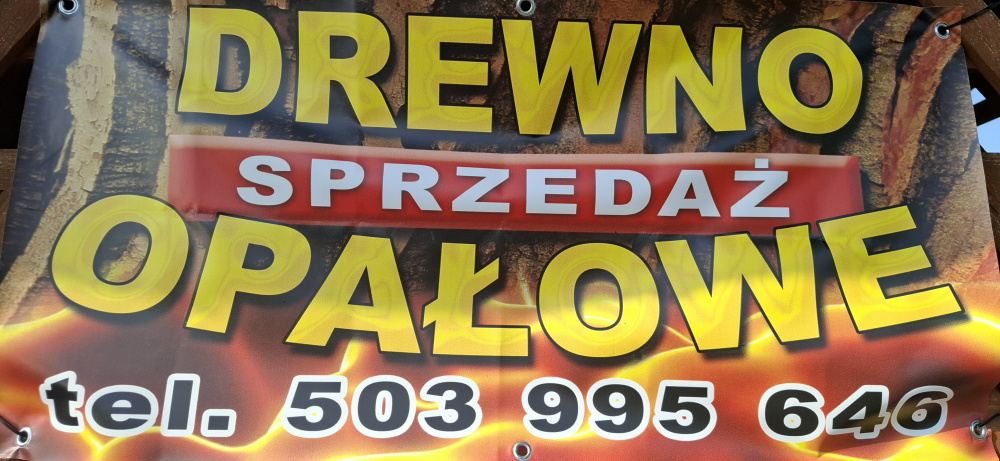 DREWNO
SPRZEDAŻ
OPAŁOWE
tel. 503 995 646